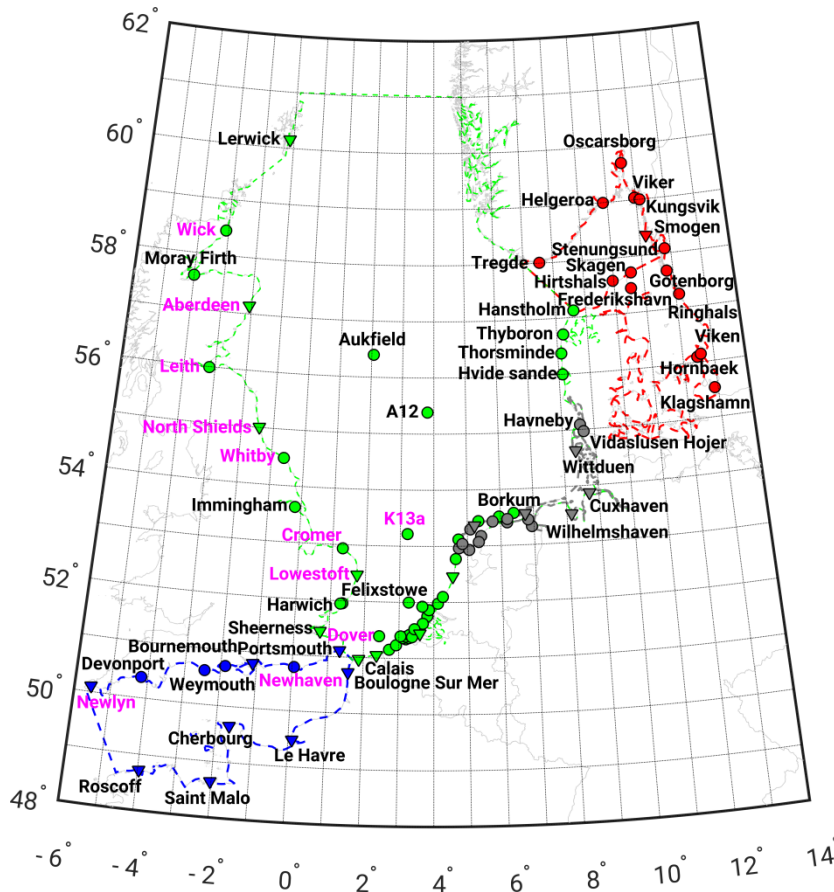 62°
60°
58°
56°
54°
52°
50°
48°
Oscarsborg
Lerwick
Viker
Helgeroa
Kungsvik
Smogen
Wick
Stenungsund
Moray Firth
Tregde
Skagen
Hirtshals
Gotenborg
Aberdeen
Frederikshavn
Hanstholm
Ringhals
Thyboron
Viken
Aukfield
Thorsminde
Leith
Hornbaek
Hvide sande
Klagshamn
A12
Havneby
North Shields
Vidaslusen Hojer
Whitby
Wittduen
Borkum
Immingham
Cuxhaven
K13a
Wilhelmshaven
Cromer
Lowestoft
Felixstowe
Harwich
Sheerness
Dover
Bournemouth
Portsmouth
Devonport
Calais
Weymouth
Newhaven
Boulogne Sur Mer
Newlyn
Cherbourg
Le Havre
Roscoff
Saint Malo
-6° -4° -2° 0° 2° 4° 6° 8° 10° 12° 14°